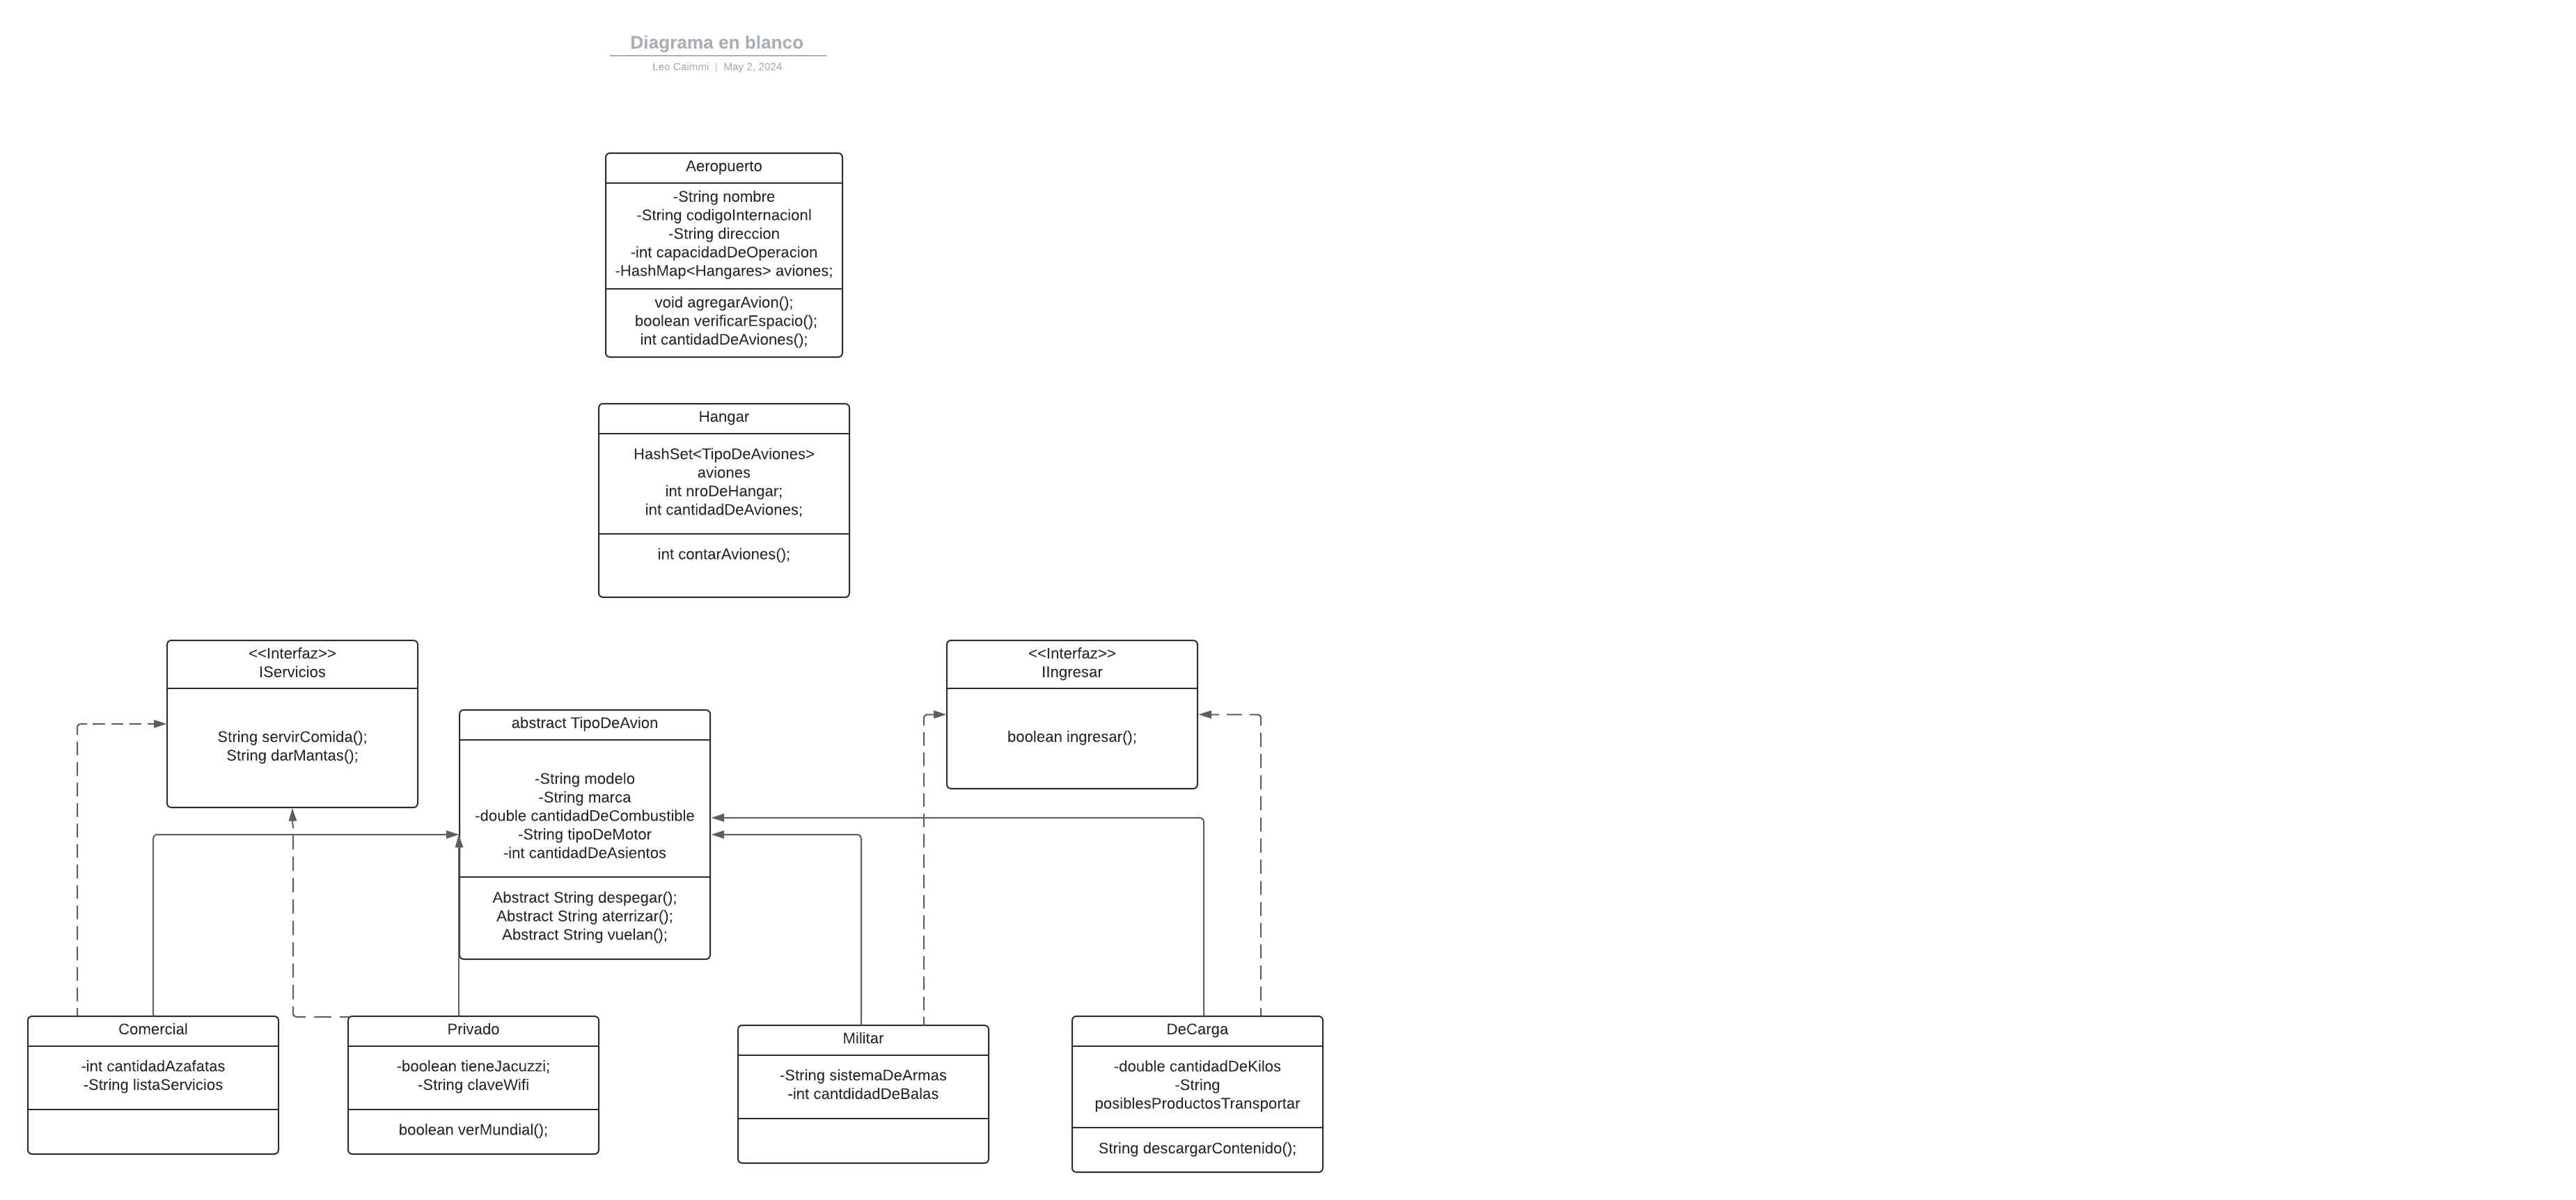 Diagrama en blanco
Leo Caimmi | May 2, 2024
Aeropuerto
-String nombre
-String codigoInternacionl
-String direccion
-int capacidadDeOperacion
-HashMap<Hangares> aviones;
void agregarAvion();
boolean verificarEspacio();
int cantidadDeAviones();
Hangar
HashSet<TipoDeAviones>
aviones
int nroDeHangar;
int cantidadDeAviones;
int contarAviones();
<<Interfaz>>
IServicios
String servirComida();
String darMantas();
abstract TipoDeAvion
-String modelo
-String marca
-double cantidadDeCombustible
-String tipoDeMotor
-int cantidadDeAsientos
Abstract String despegar();
Abstract String aterrizar();
Abstract String vuelan();
<<Interfaz>>
IIngresar
boolean ingresar();
Comercial
-int cantidadAzafatas
-String listaServicios
Privado
-boolean tieneJacuzzi;
-String claveWifi
boolean verMundial();
Militar
-String sistemaDeArmas
-int cantdidadDeBalas
DeCarga
-double cantidadDeKilos
-String
posiblesProductosTransportar
String descargarContenido();